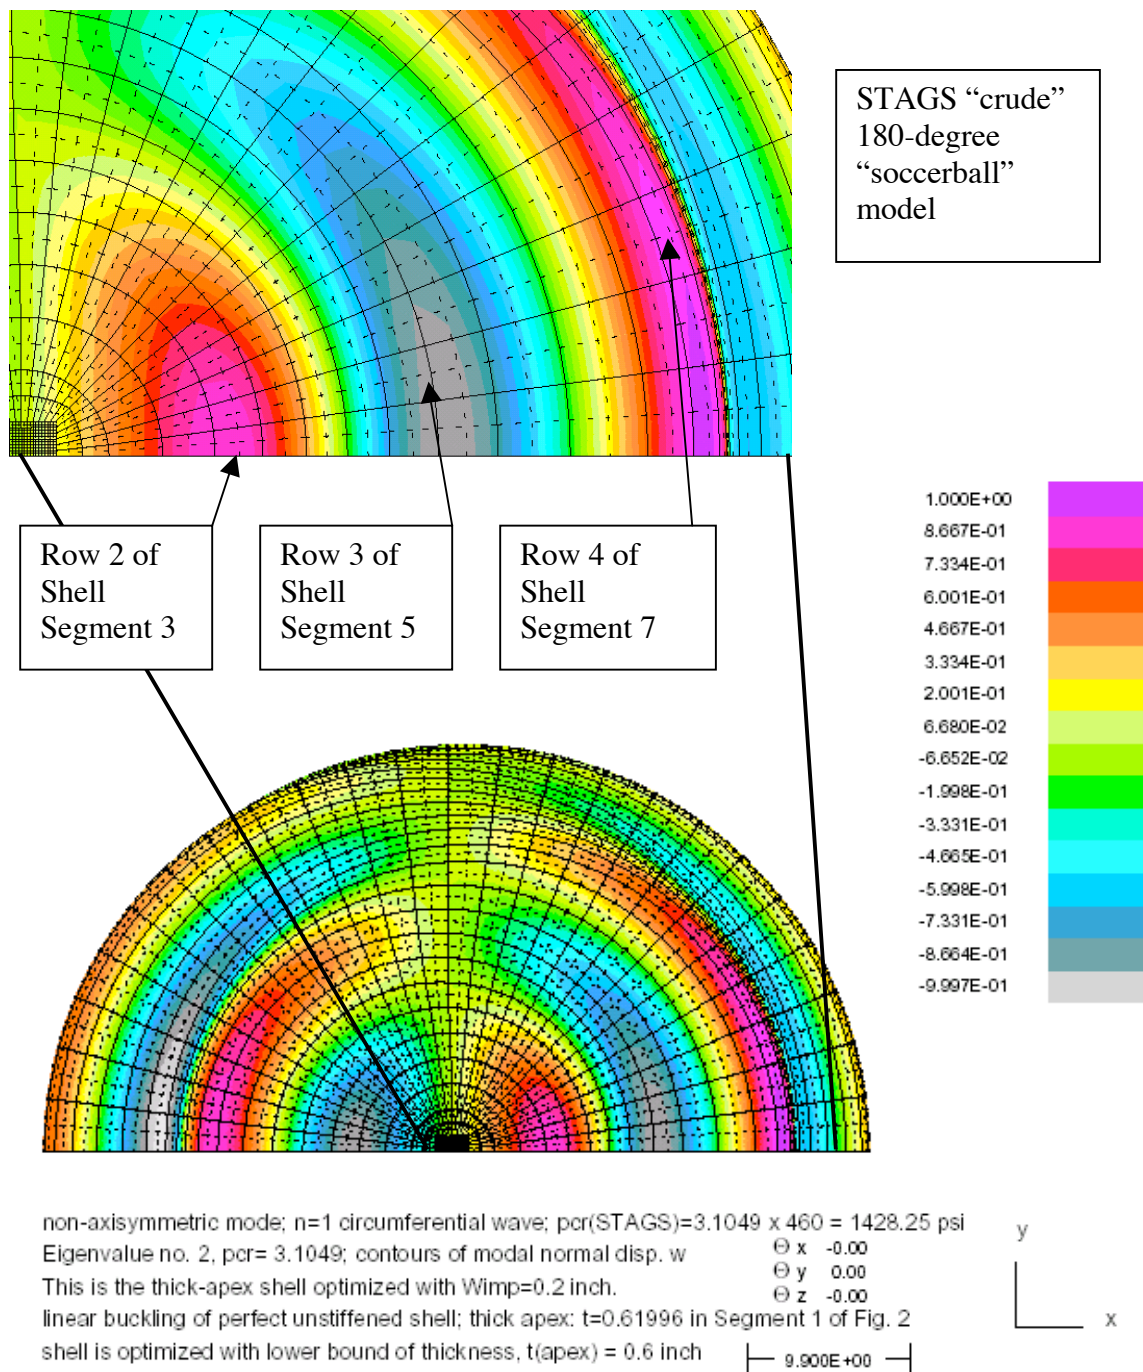 STAGS “crude”
180-degree
“soccerball”
model
Row 2 of
Shell
Segment 3
Row 3 of
Shell
Segment 5
Row 4 of
Shell
Segment 7
1.000E+00
8.667E-01
7.334E-01
6.001E-01
4.667E-01
3.334E-01
2.001E-01
6.680E-02
-6.652E-02
-1.998E-01
-3.331E-01
-4.665E-01
-5.998E-01
-7.331E-01
-8.664E-01
-9.997E-01
non-axisymmetric mode; n=1 circumferential wave; pcr(STAGS)=3.1049 x 460 = 1428.25 psi
Eigenvalue no. 2, pcr= 3.1049; contours of modal normal disp. w
This is the thick-apex shell optimized with Wimp=0.2 inch.
linear buckling of perfect unstiffened shell; thick apex: t=0.61996 in Segment 1 of Fig. 2
shell is optimized with lower bound of thickness, t(apex) = 0.6 inch
Θ x -0.00
Θ y 0.00
Θ z -0.00
9.900E+00
y
x